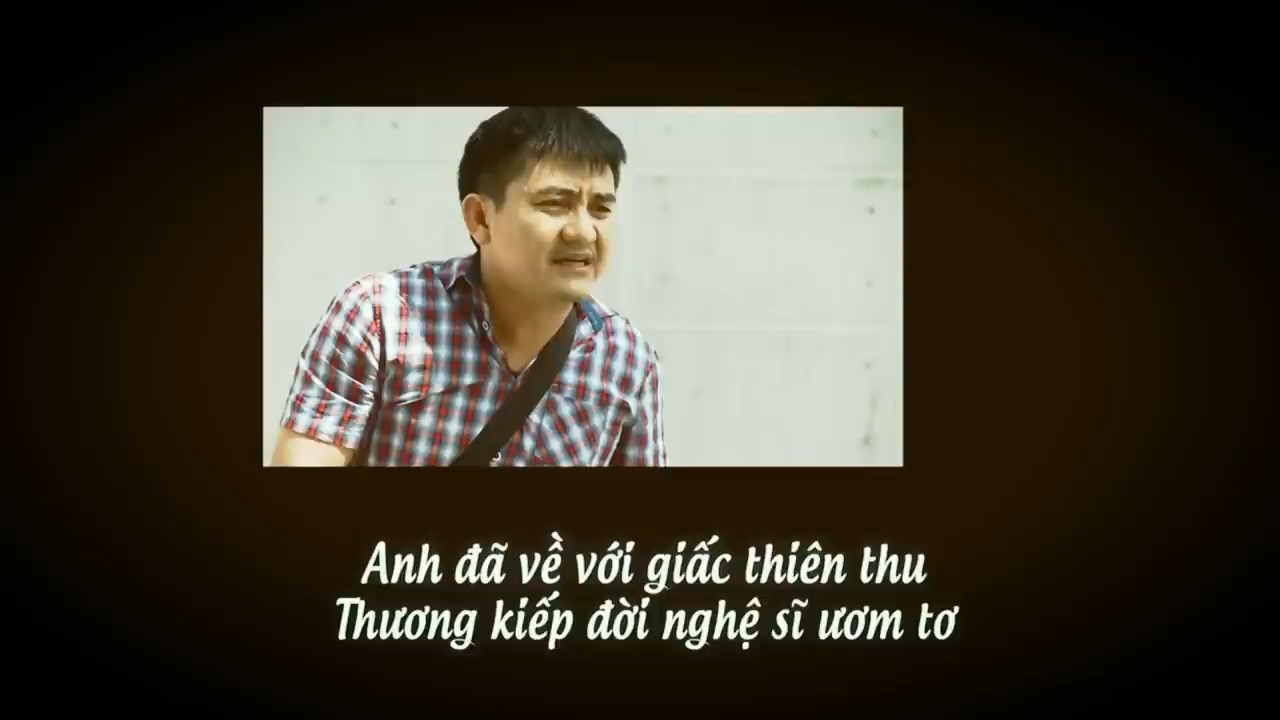 Anh đã về với giấc thiên thu
Thương kiếp đời nghệ sĩ ươm tơ